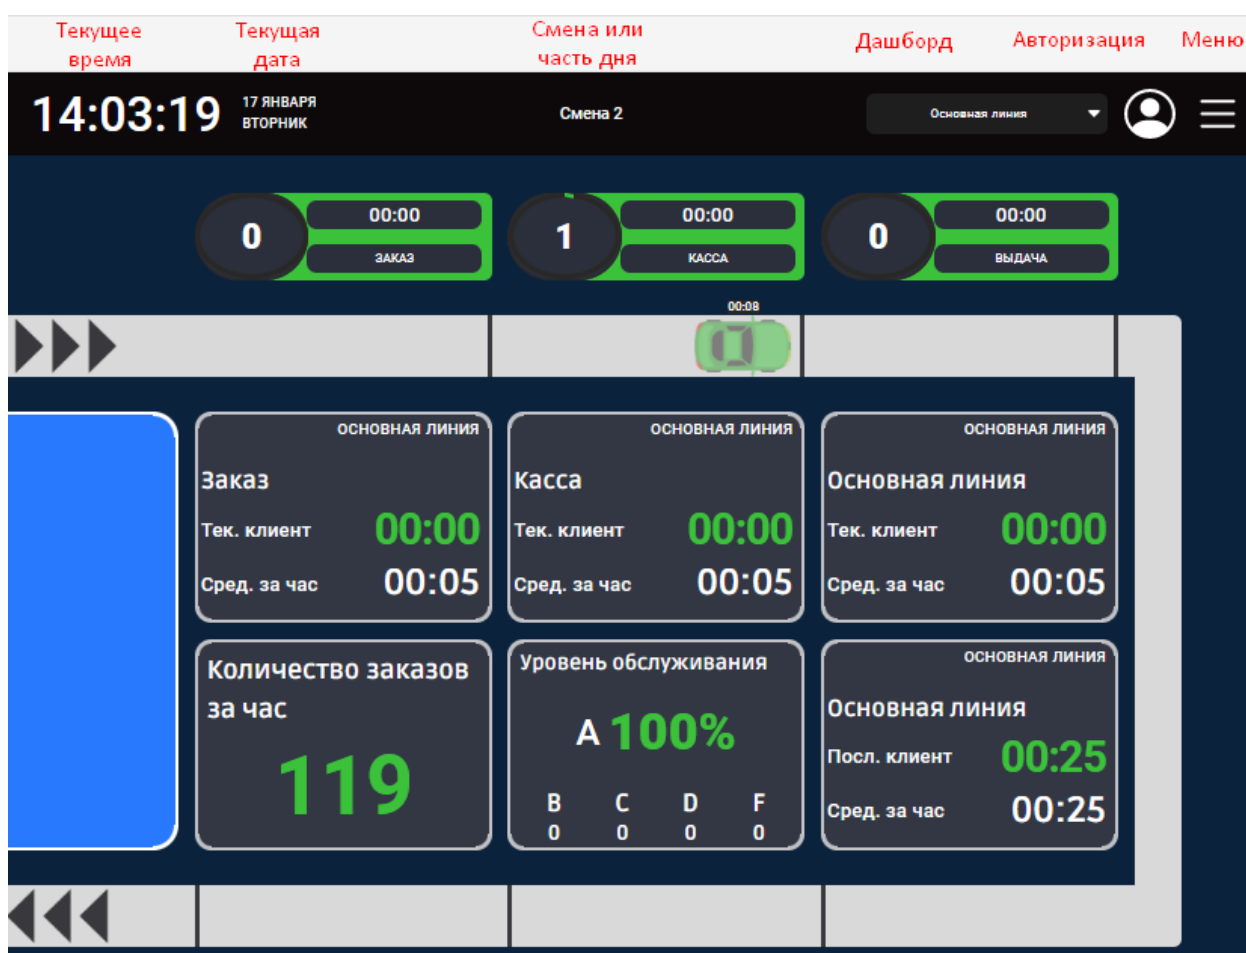 Текущее
время
Текущая
дата
Смена или
часть дня
Дашборд
Авторизация
Меню
14:03:19
17 ЯНВАРЯ
ВТОРНИК
Смена 2
Основная линия
0
00:00
ЗАКАЗ
1
00:00
КАССА
0
00:00
ВЫДАЧА
00:08
ОСНОВНАЯ ЛИНИЯ
Заказ
Тек. клиент 00:00
Сред. за час 00:05
ОСНОВНАЯ ЛИНИЯ
Касса
Тек. клиент 00:00
Сред. за час 00:05
ОСНОВНАЯ ЛИНИЯ
Основная линия
Тек. клиент 00:00
Сред. за час 00:05
Количество заказов
за час
119
Уровень обслуживания
A 100%
B C D F
0 0 0 0
ОСНОВНАЯ ЛИНИЯ
Основная линия
Посл. клиент 00:25
Сред. за час 00:25